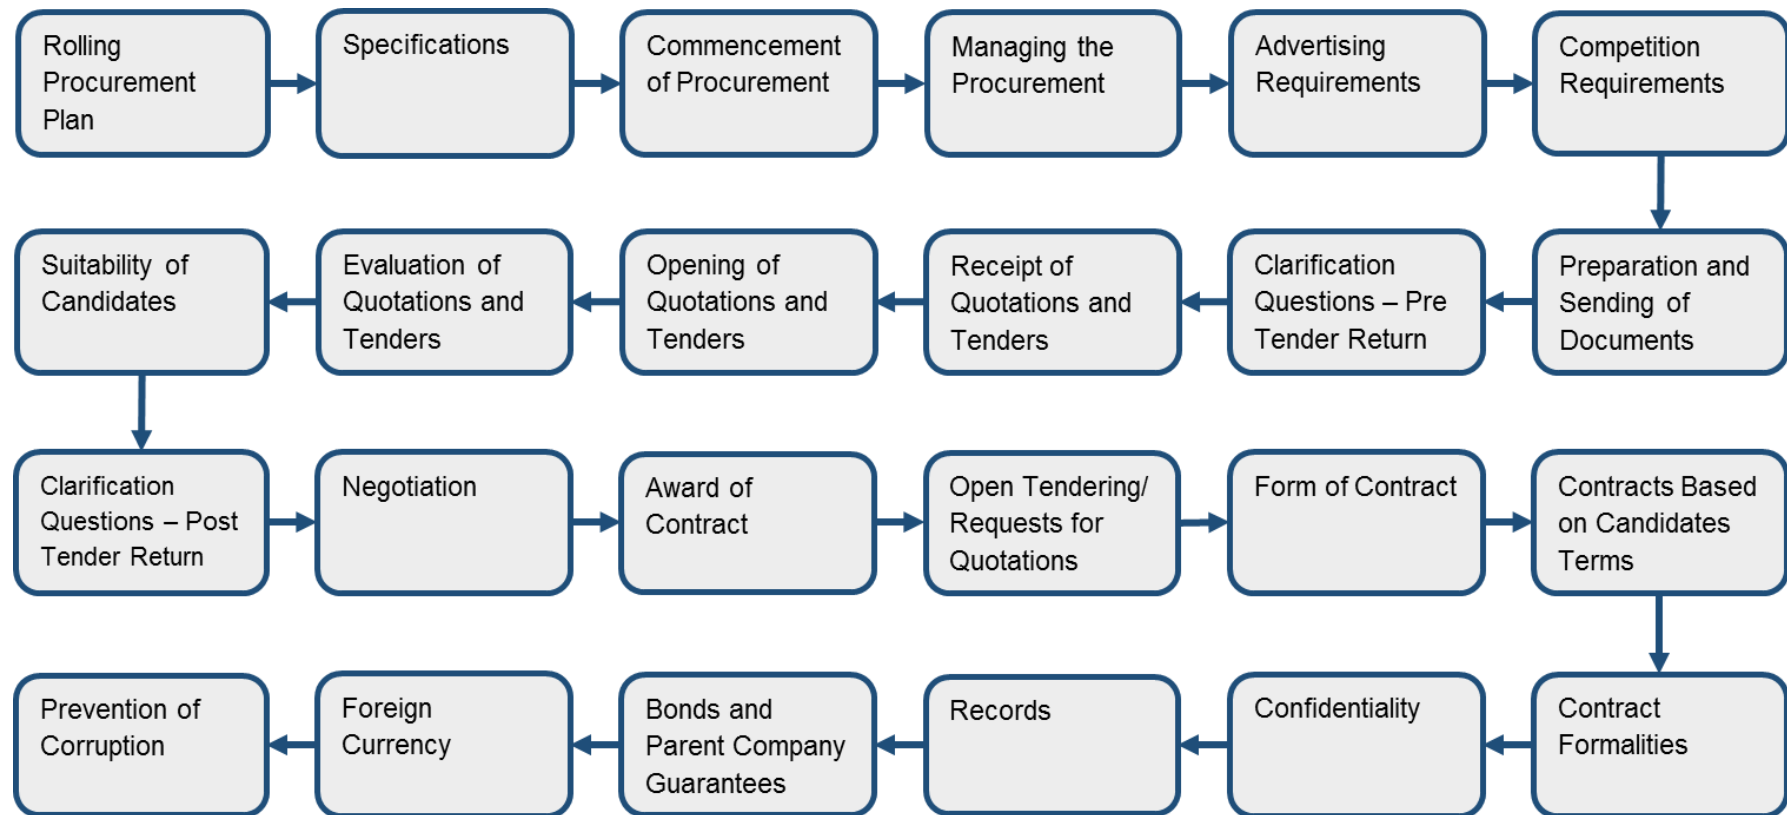 Rolling
Procurement
Plan
Specifications
Commencement
of Procurement
Managing the
Procurement
Advertising
Requirements
Competition
Requirements
Preparation and
Sending of
Documents
Clarification
Questions – Pre
Tender Return
Receipt of
Quotations and
Tenders
Opening of
Quotations and
Tenders
Evaluation of
Quotations and
Tenders
Suitability of
Candidates
Clarification
Questions – Post
Tender Return
Negotiation
Award of
Contract
Open Tendering/
Requests for
Quotations
Form of Contract
Contracts Based
on Candidates
Terms
Contract
Formalities
Confidentiality
Records
Bonds and
Parent Company
Guarantees
Foreign
Currency
Prevention of
Corruption